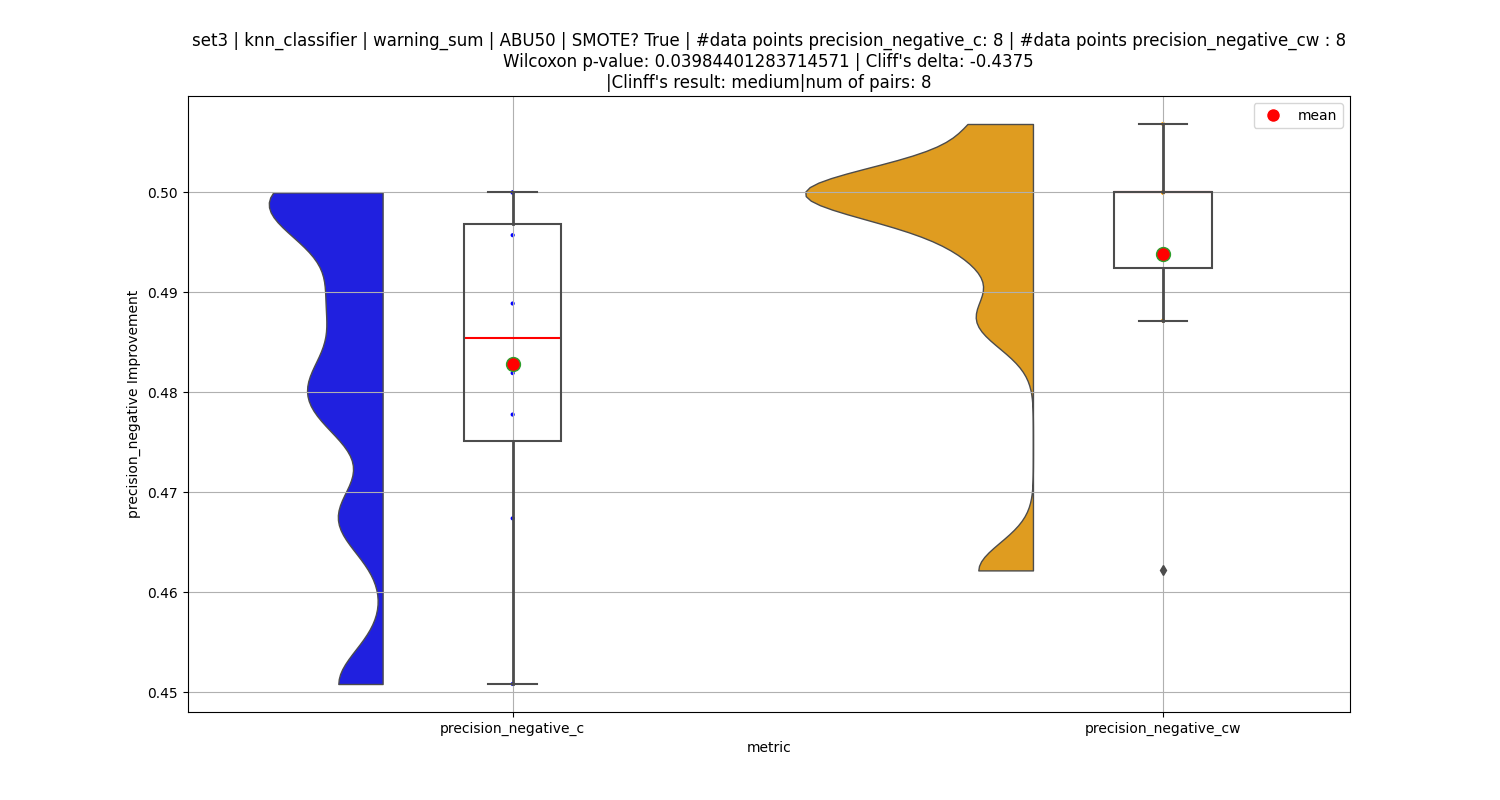 set3 | knn_classifier | warning_sum | ABU50 | SMOTE? True | #data points precision_negative_c: 8 | #data points precision_negative_cw : 8
Wilcoxon p-value: 0.03984401283714571 | Cliff's delta: -0.4375
|Clinff's result: medium|num of pairs: 8
mean
0.50
0.49
0.48
0.47
0.46
0.45
precision_negative Improvement
precision_negative_c
precision_negative_cw
metric